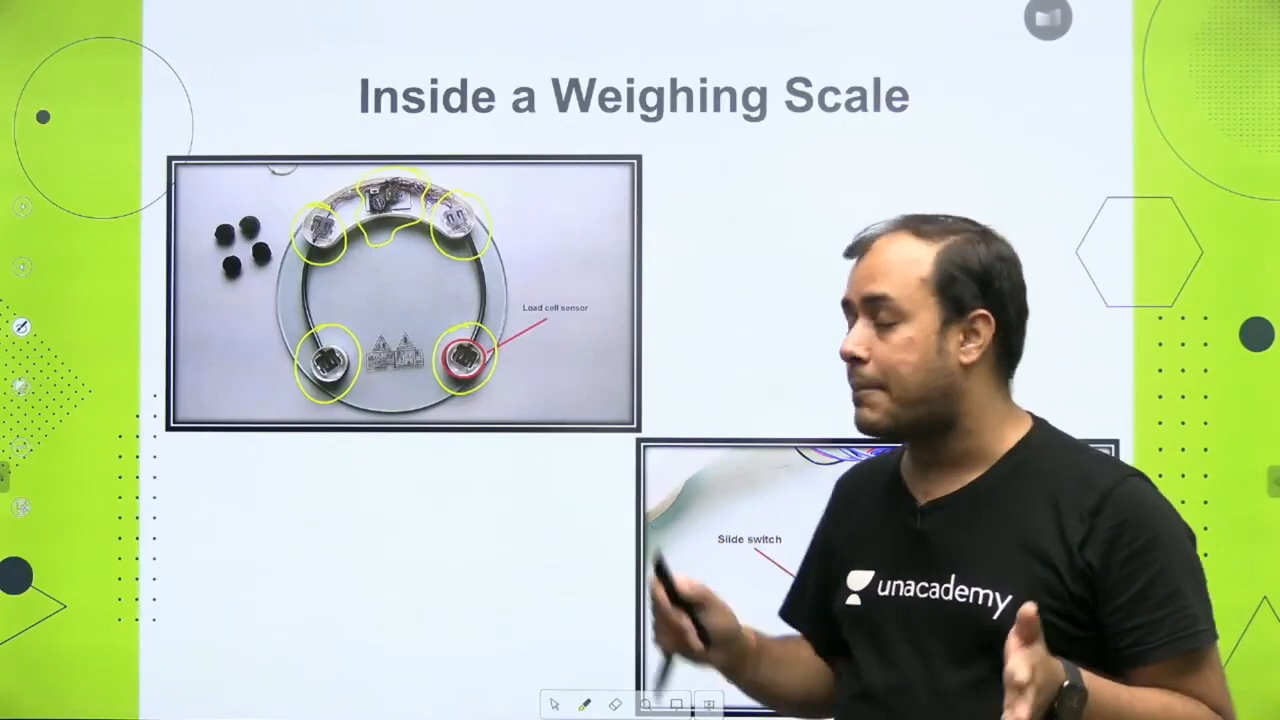 Inside a Weighing Scale
Load cell sensor
Slide switch
unacademy